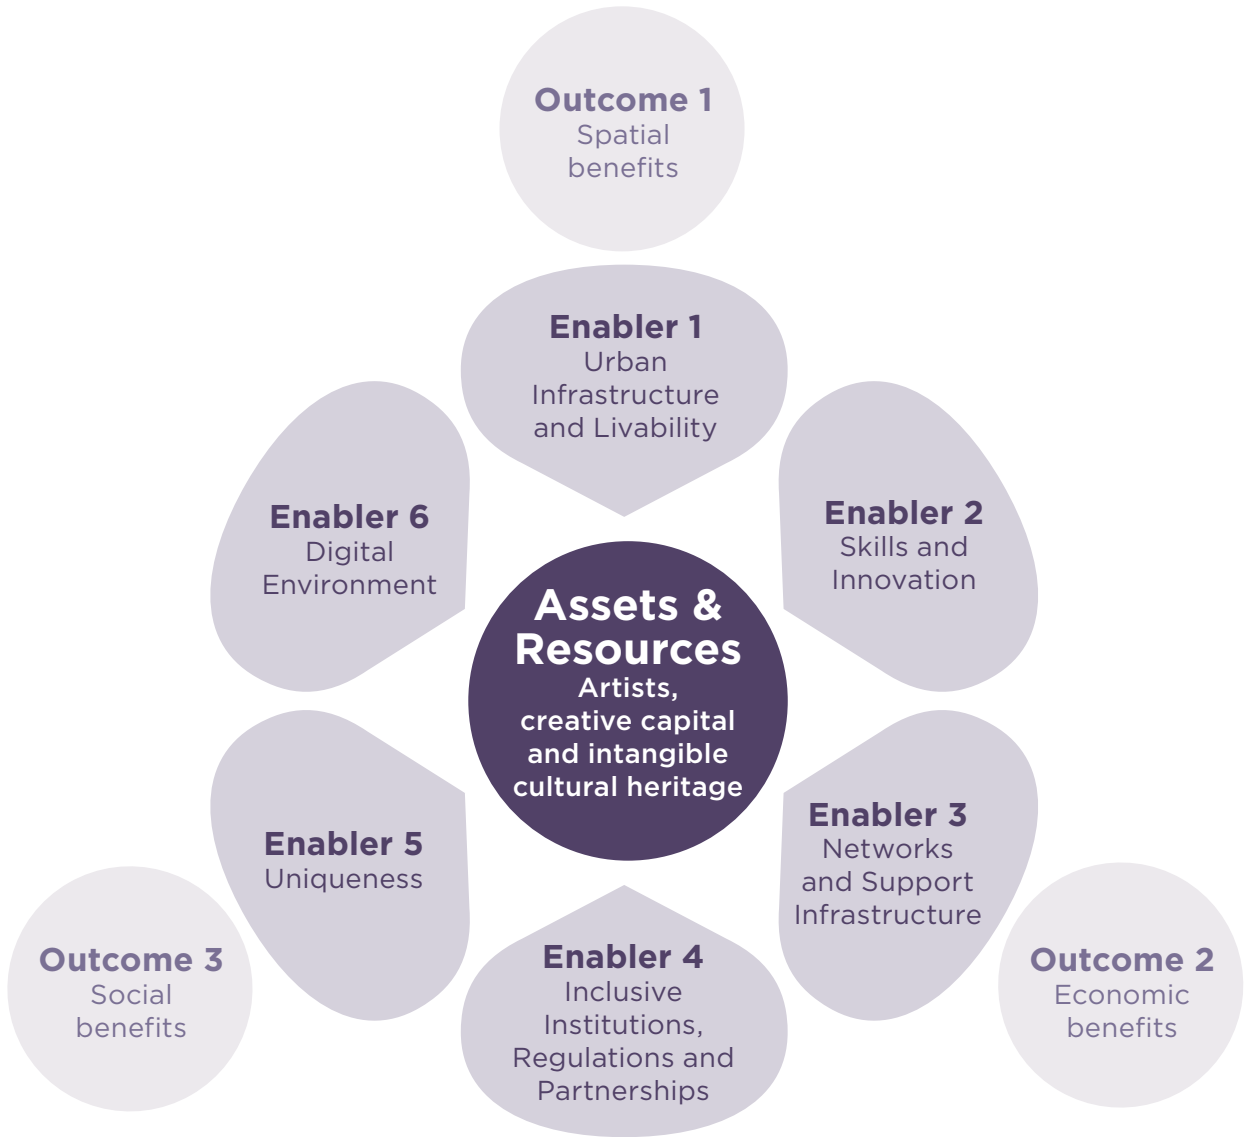 Outcome 1
Spatial
benefits
Enabler 1
Urban
Infrastructure
and Livability
Enabler 6
Digital
Environment
Enabler 2
Skills and
Innovation
Assets &
Resources
Artists,
creative capital
and intangible
cultural heritage
Enabler 5
Uniqueness
Enabler 3
Networks
and Support
Infrastructure
Outcome 3
Social
benefits
Enabler 4
Inclusive
Institutions,
Regulations and
Partnerships
Outcome 2
Economic
benefits